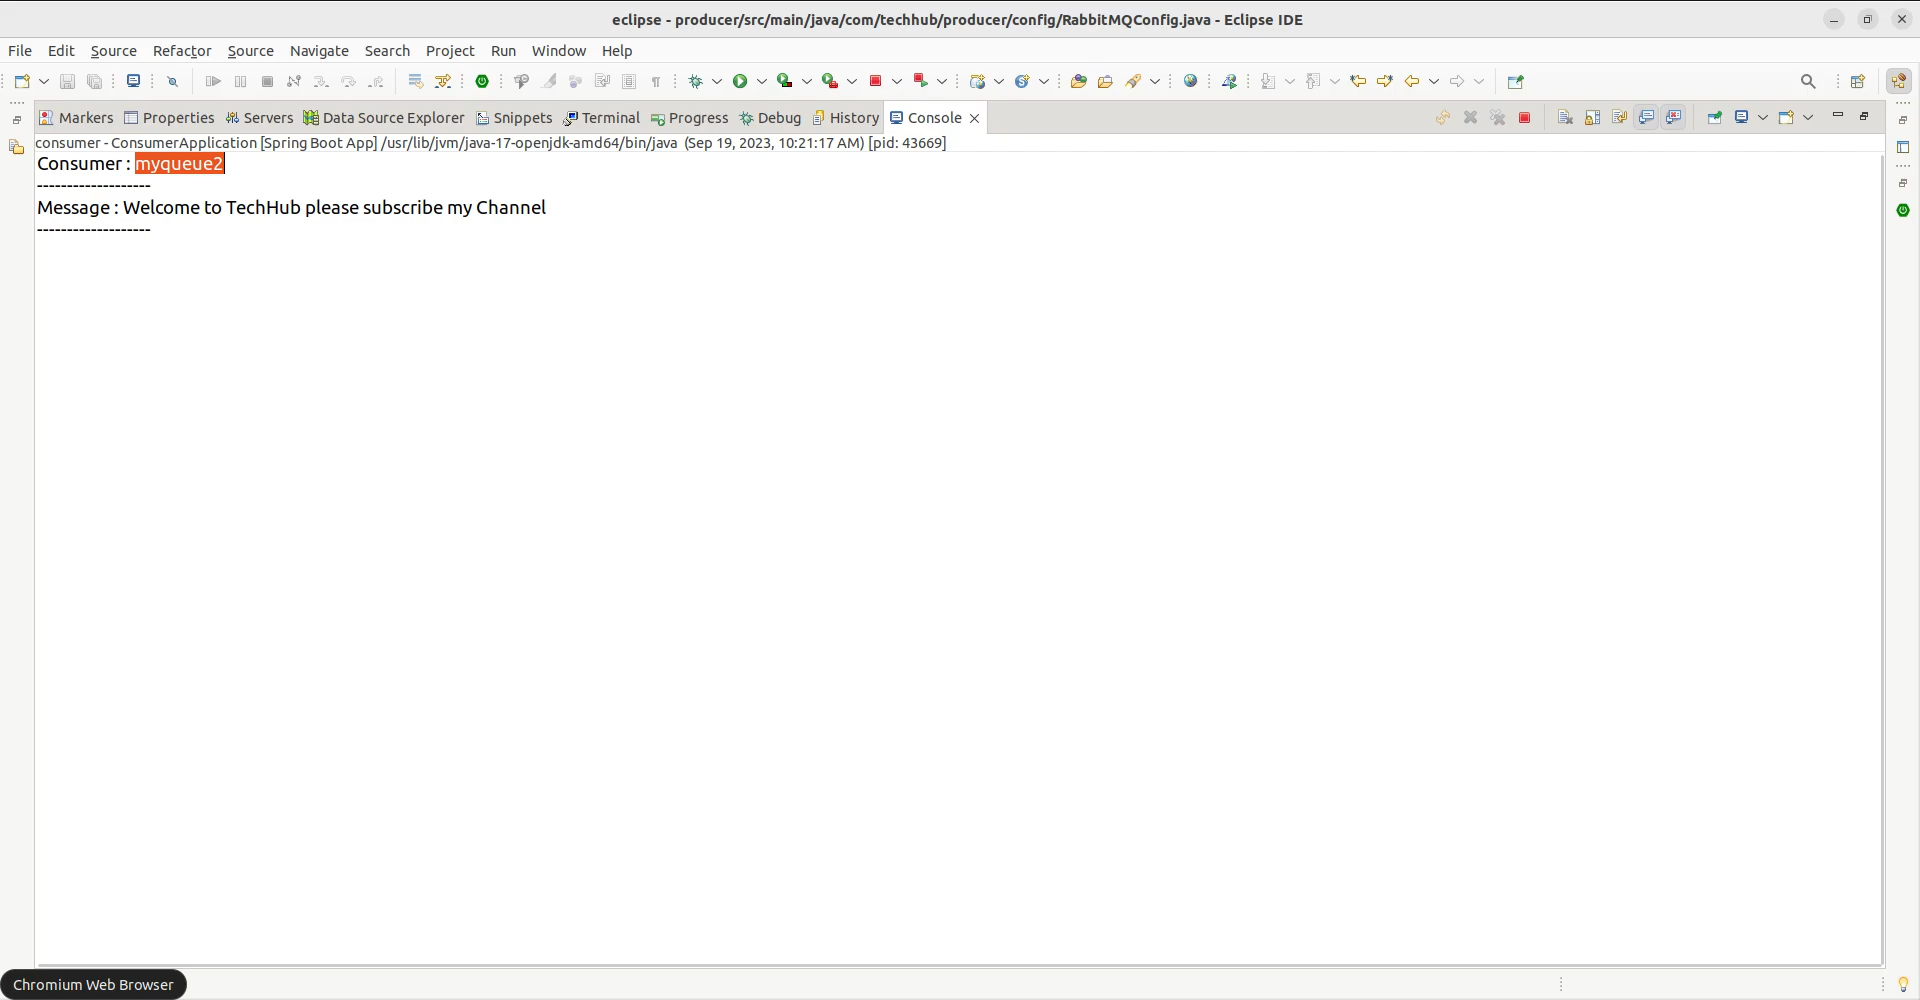 eclipse - producer/src/main/java/com/techhub/producer/config/RabbitMQConfig.java - Eclipse IDE
File Edit Source Refactor Source Navigate Search Project Run Window Help
Markers Properties Servers Data Source Explorer Snippets Terminal Progress Debug History Console
consumer - ConsumerApplication [Spring Boot App] /usr/lib/jvm/java-17-openjdk-amd64/bin/java (Sep 19, 2023, 10:21:17 AM) [pid: 43669]
Consumer : myqueue2
-------------------
Message : Welcome to TechHub please subscribe my Channel
-------------------
Chromium Web Browser